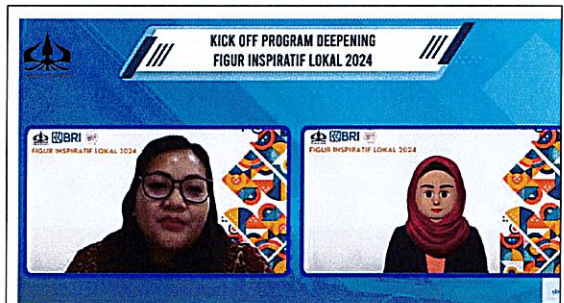 KICK OFF PROGRAM DEEPENING
FIGUR INSPIRATIF LOKAL 2024
BRI
FIGUR INSPIRATIF LOKAL 2024
BRI
FIGUR INSPIRATIF LOKAL 2024